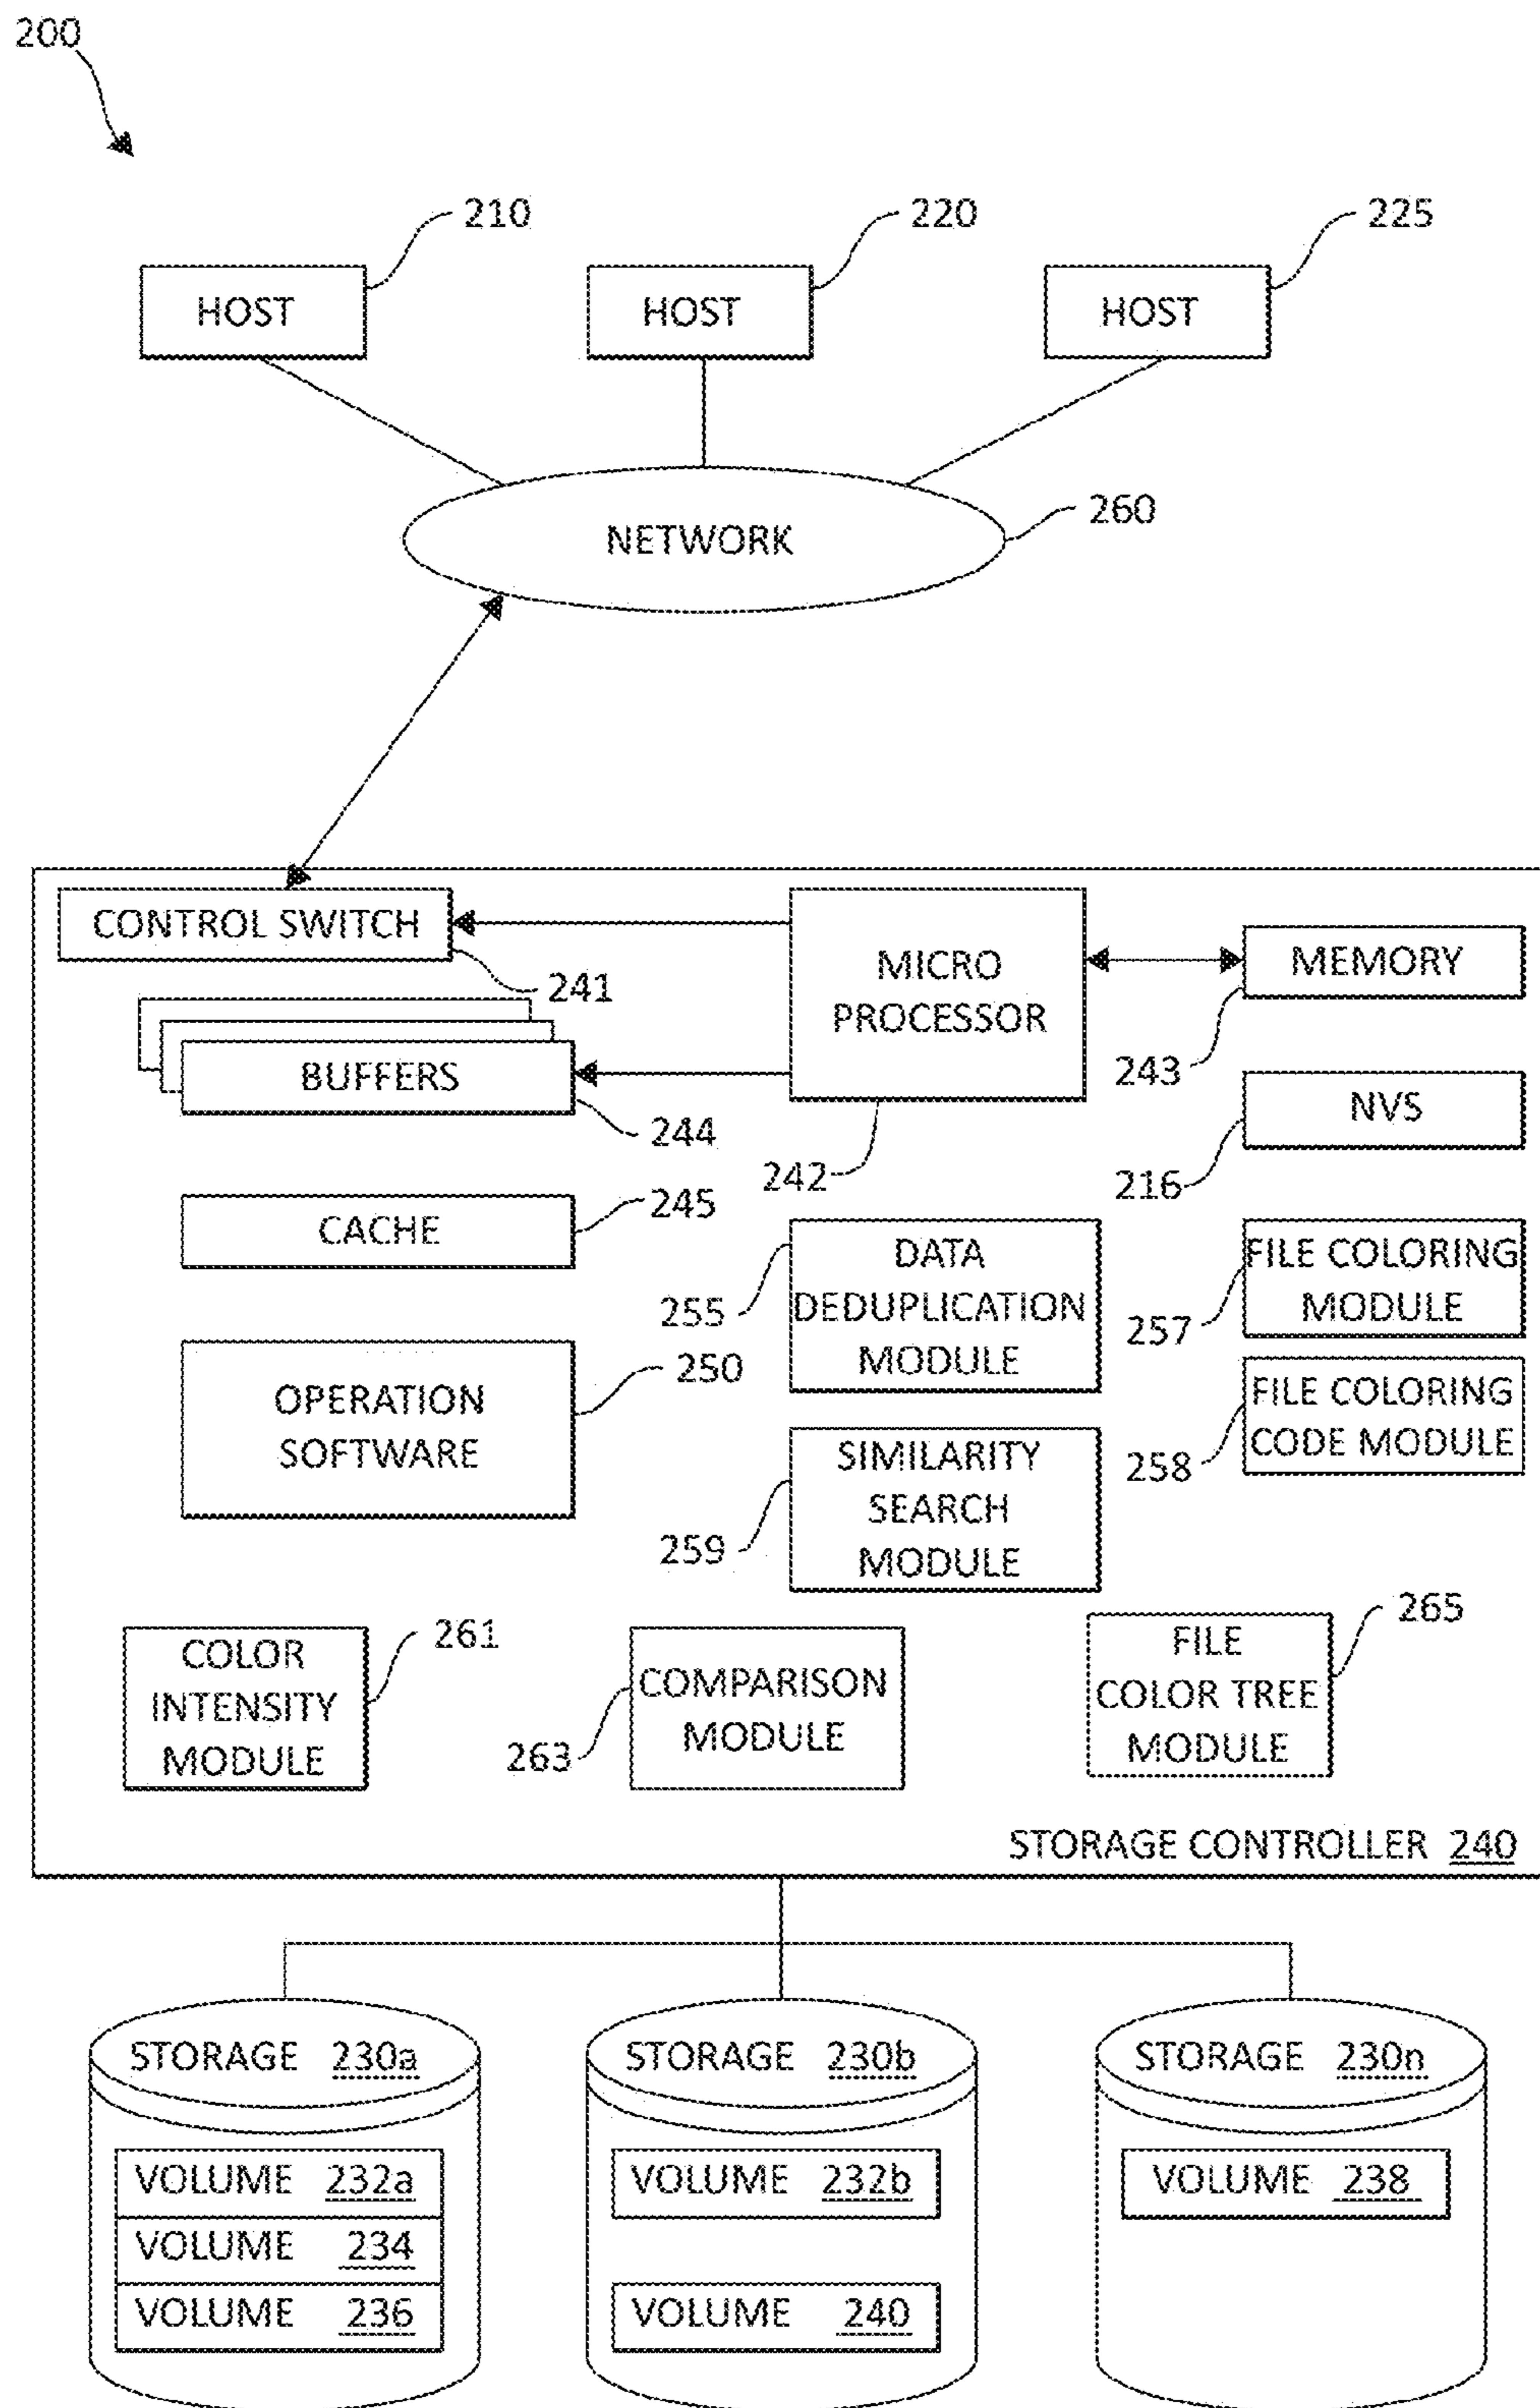 200
210
220
225
HOST
HOST
HOST
260
NETWORK
CONTROL SWITCH
241
MICRO
PROCESSOR
242
MEMORY
243
BUFFERS
244
NVS
216
CACHE
245
DATA
DEDUPLICATION
MODULE
255
FILE COLORING
MODULE
257
OPERATION
SOFTWARE
250
FILE COLORING
CODE MODULE
258
SIMILARITY
SEARCH
MODULE
259
COLOR
INTENSITY
MODULE
261
COMPARISON
MODULE
263
FILE
COLOR TREE
MODULE
265
STORAGE CONTROLLER 240
STORAGE 230a
VOLUME 232a
VOLUME 234
VOLUME 236
STORAGE 230b
VOLUME 232b
VOLUME 240
STORAGE 230n
VOLUME 238